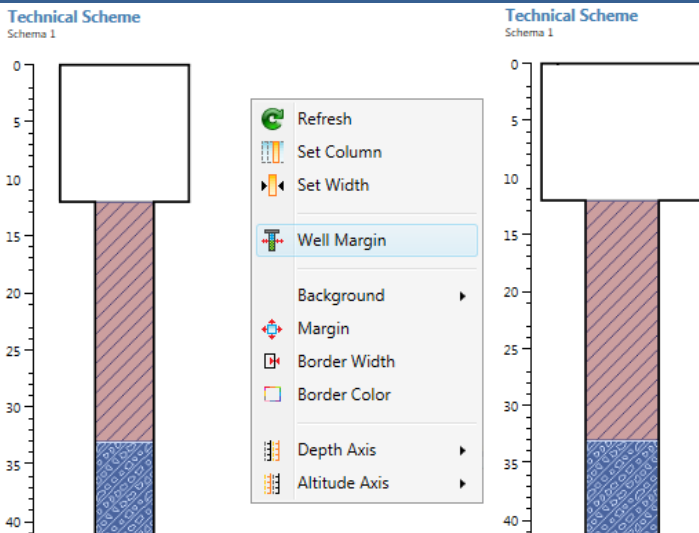 Technical Scheme
Schema 1
0
5
10
15
20
25
30
35
40
Refresh
Set Column
Set Width
Well Margin
Background
Margin
Border Width
Border Color
Depth Axis
Altitude Axis
Technical Scheme
Schema 1
0
5
10
15
20
25
30
35
40